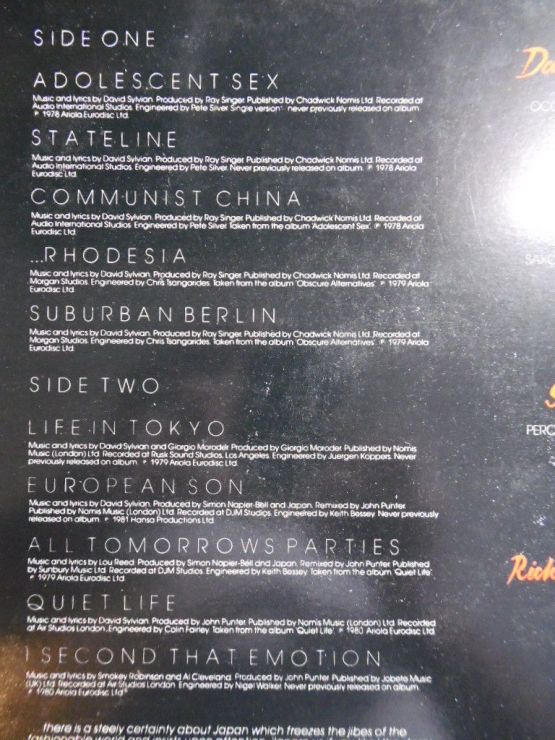 SIDE ONE
ADOLESCENT SEX
Music and lyrics by David Sylvian. Produced by Ray Singer. Published by Chadwick Nomis Ltd. Recorded at
Audio International Studios. Engineered by Pete Silver. 'Single version' never previously released on album.
℗ 1978 Ariola Eurodisc Ltd.
STATELINE
Music and lyrics by David Sylvian. Produced by Ray Singer. Published by Chadwick Nomis Ltd. Recorded at
Audio International Studios. Engineered by Pete Silver. Never previously released on album. ℗ 1978 Ariola
Eurodisc Ltd.
COMMUNIST CHINA
Music and lyrics by David Sylvian. Produced by Ray Singer. Published by Chadwick Nomis Ltd. Recorded at
Audio International Studios. Engineered by Pete Silver. Taken from the album 'Adolescent Sex'. ℗ 1978 Ariola
Eurodisc Ltd.
...RHODESIA
Music and lyrics by David Sylvian. Produced by Ray Singer. Published by Chadwick Nomis Ltd. Recorded at
Morgan Studios. Engineered by Chris Tsangarides. Taken from the album 'Obscure Alternatives'. ℗ 1979 Ariola
Eurodisc Ltd.
SUBURBAN BERLIN
Music and lyrics by David Sylvian. Produced by Ray Singer. Published by Chadwick Nomis Ltd. Recorded at
Morgan Studios. Engineered by Chris Tsangarides. Taken from the album 'Obscure Alternatives'. ℗ 1979 Ariola
Eurodisc Ltd.
SIDE TWO
LIFE IN TOKYO
Music and lyrics by David Sylvian and Giorgio Moroder. Produced by Giorgio Moroder. Published by Nomis
Music (London) Ltd. Recorded at Rusk Sound Studios, Los Angeles. Engineered by Juergen Koppers. Never
previously released on album. ℗ 1979 Ariola Eurodisc Ltd.
EUROPEAN SON
Music and lyrics by David Sylvian. Produced by Simon Napier-Bell and Japan. Remixed by John Punter.
Published by Nomis Music (London) Ltd. Recorded at DJM Studios. Engineered by Keith Bessey. Never previously
released on album. ℗ 1981 Hansa Productions Ltd.
ALL TOMORROWS PARTIES
Music and lyrics by Lou Reed. Produced by Simon Napier-Bell and Japan. Remixed by John Punter. Published
by Sunbury Music Ltd. Recorded at DJM Studios. Engineered by Keith Bessey. Taken from the album 'Quiet Life'.
℗ 1979 Ariola Eurodisc Ltd.
QUIET LIFE
Music and lyrics by David Sylvian. Produced by John Punter. Published by Nomis Music (London) Ltd. Recorded
at Air Studios London. Engineered by Colin Fairley. Taken from the album 'Quiet Life'. ℗ 1980 Ariola Eurodisc Ltd.
I SECOND THAT EMOTION
Music and lyrics by Smokey Robinson and Al Cleveland. Produced by John Punter. Published by Jobete Music
(UK) Ltd. Recorded at Air Studios London. Engineered by Nigel Walker. Never previously released on album.
℗ 1980 Ariola Eurodisc Ltd.
there is a steely certainty about Japan which freezes the jibes of the
Da
SAXO
PERC
Rick